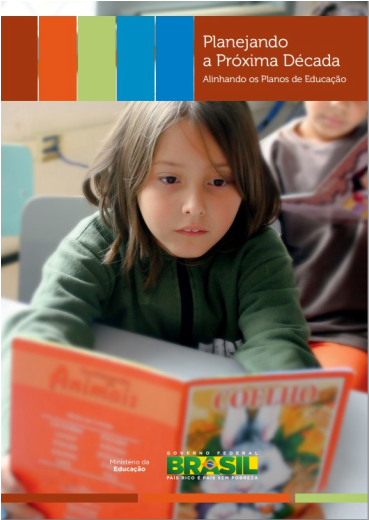 Planejando
a Próxima Década
Alinhando os Planos de Educação
Animais
COELHO
Ministério da
Educação
GOVERNO FEDERAL
BRASIL
PAÍS RICO É PAÍS SEM POBREZA